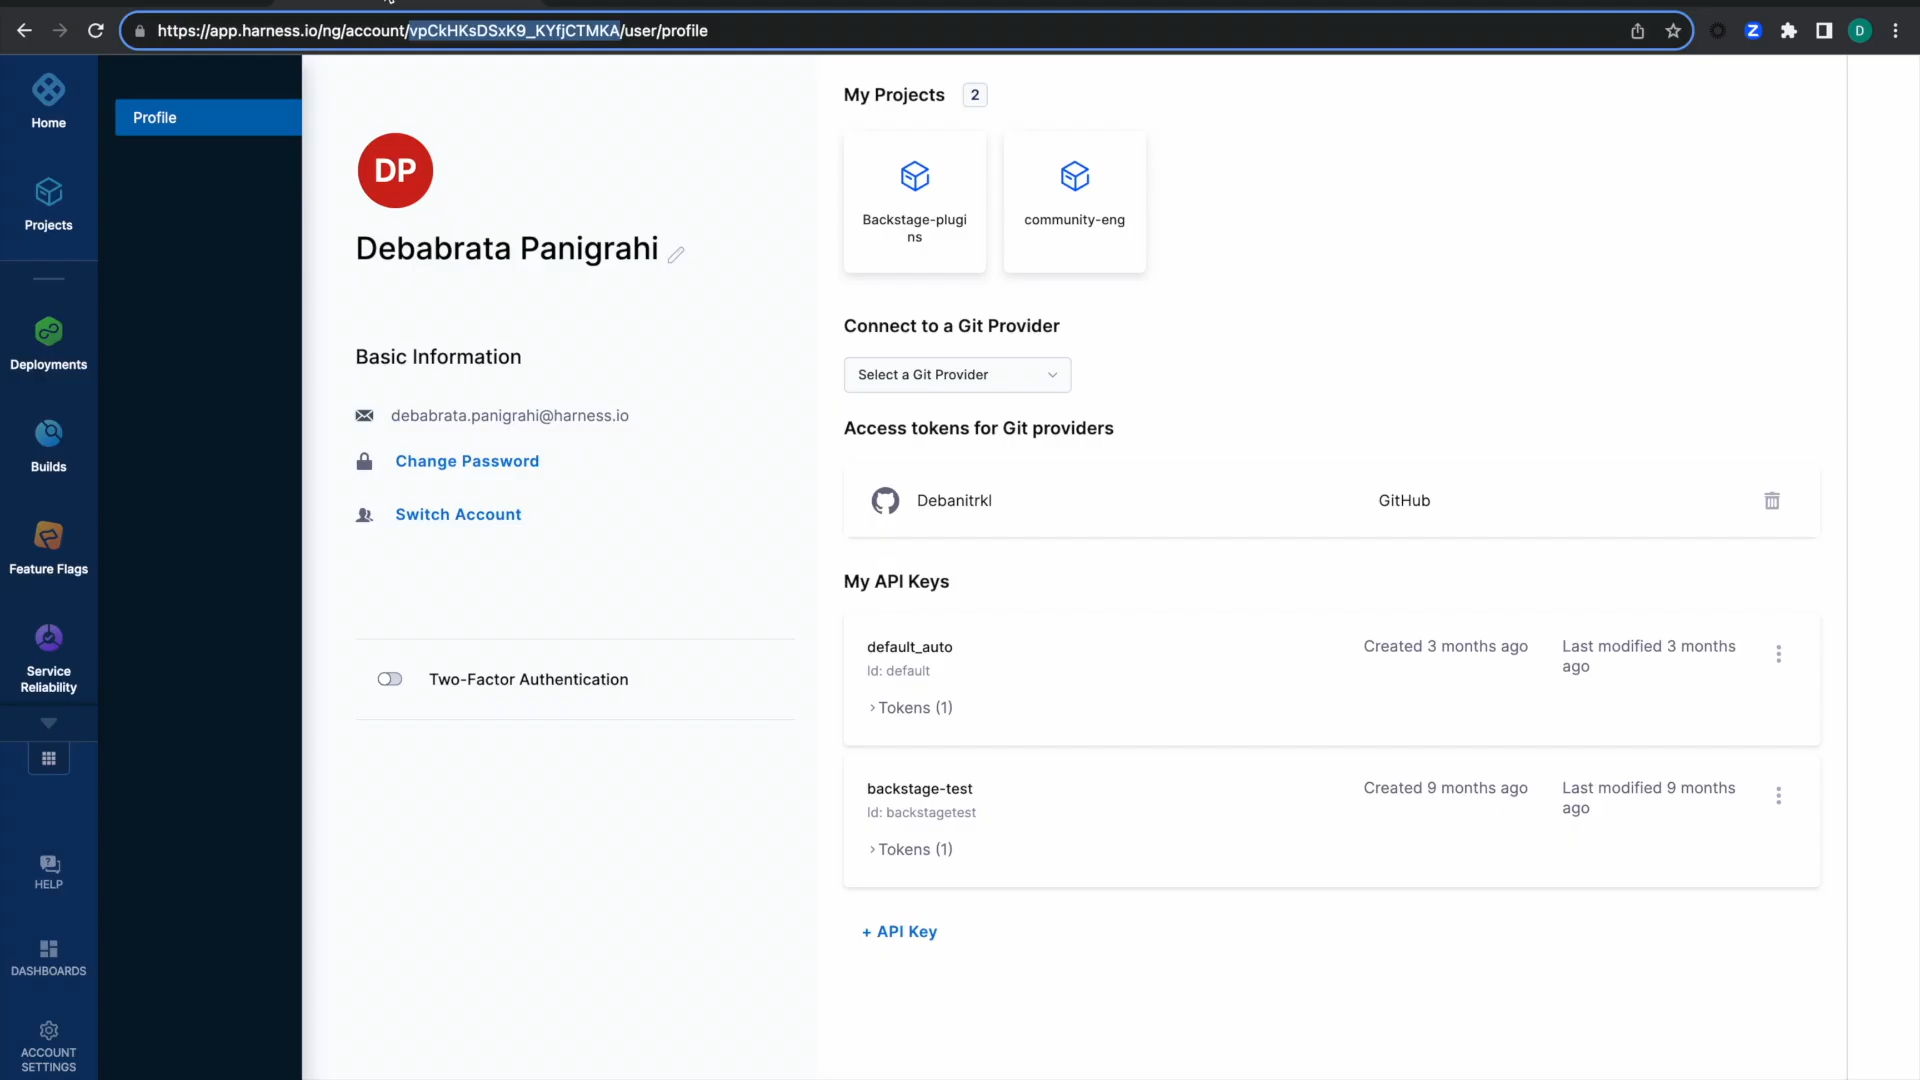 https://app.harness.io/ng/account/vpCkHKsDSxK9_KYfjCTMKA/user/profile
Z
D
Home
Projects
Deployments
Builds
Feature Flags
Service
Reliability
HELP
DASHBOARDS
ACCOUNT
SETTINGS
Profile
DP
Debabrata Panigrahi
Basic Information
debabrata.panigrahi@harness.io
Change Password
Switch Account
Two-Factor Authentication
My Projects 2
Backstage-plugi
ns
community-eng
Connect to a Git Provider
Select a Git Provider
Access tokens for Git providers
Debanitrkl GitHub
My API Keys
default_auto Created 3 months ago Last modified 3 months
ago
Id: default
Tokens (1)
backstage-test Created 9 months ago Last modified 9 months
ago
Id: backstagetest
Tokens (1)
+ API Key